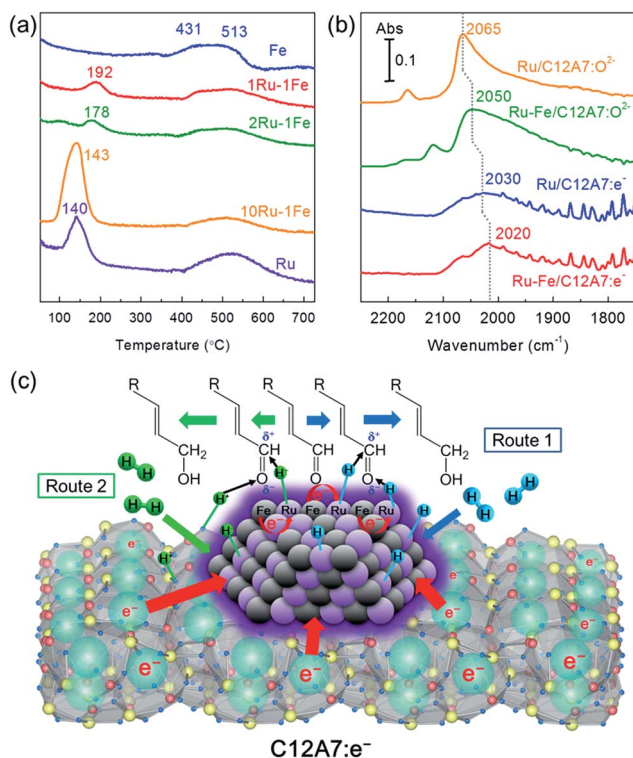 (a)
431 513
Fe
192
1Ru-1Fe
178
2Ru-1Fe
143
10Ru-1Fe
140
Ru
100 200 300 400 500 600 700
Temperature (°C)
(b)
Abs
0.1
2065
Ru/C12A7:O²⁻
2050
Ru-Fe/C12A7:O²⁻
2030
Ru/C12A7:e⁻
2020
Ru-Fe/C12A7:e⁻
2200 2100 2000 1900 1800
Wavenumber (cm⁻¹)
(c)
R R R R R
CH₂ δ⁺ CH CH δ⁺ CH CH₂
OH O δ⁻ O O δ⁻ OH
Route 2
Route 1
H H
H H
H⁺ H⁻ H H
H H
H H
Fe Ru Fe Ru Fe Ru
e⁻ e⁻ e⁻
H H H H
H⁺
e⁻ e⁻
e⁻ e⁻
e⁻ e⁻ e⁻
C12A7:e⁻